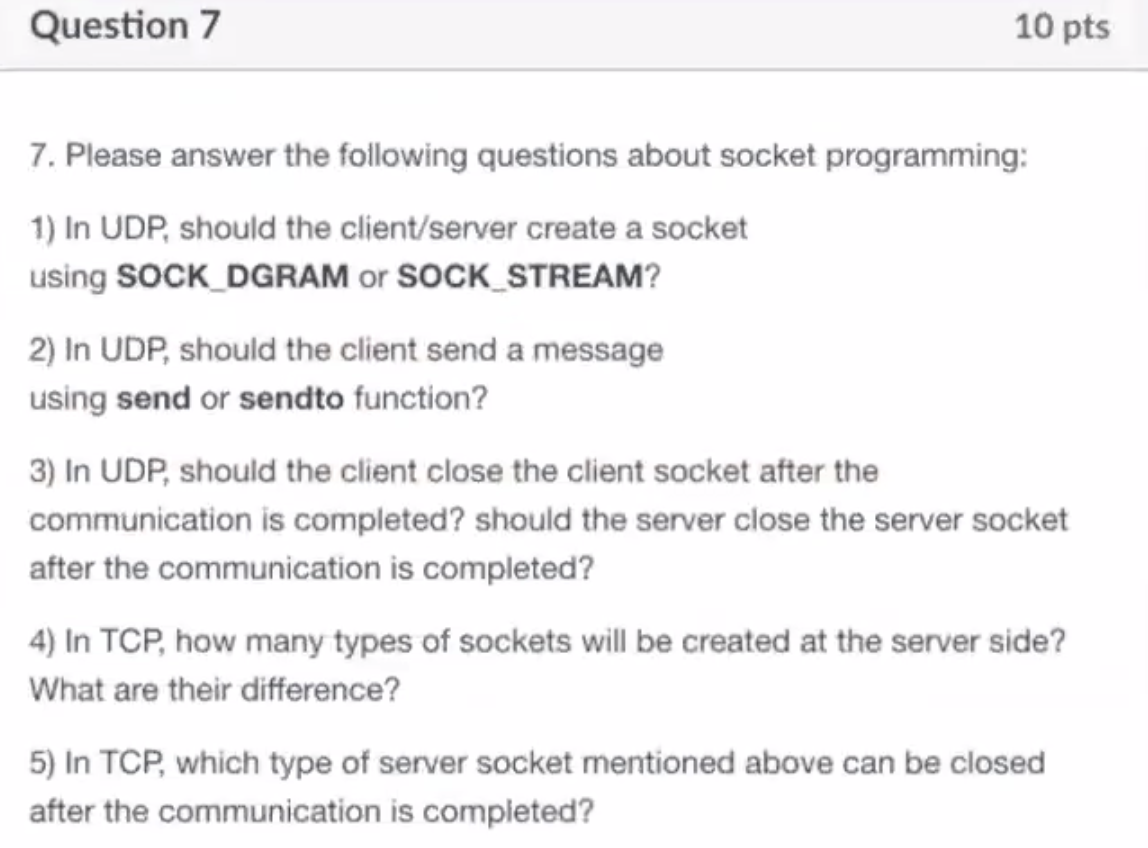 Question 7
10 pts
7. Please answer the following questions about socket programming:
1) In UDP, should the client/server create a socket
using SOCK_DGRAM or SOCK_STREAM?
2) In UDP, should the client send a message
using send or sendto function?
3) In UDP, should the client close the client socket after the
communication is completed? should the server close the server socket
after the communication is completed?
4) In TCP, how many types of sockets will be created at the server side?
What are their difference?
5) In TCP, which type of server socket mentioned above can be closed
after the communication is completed?